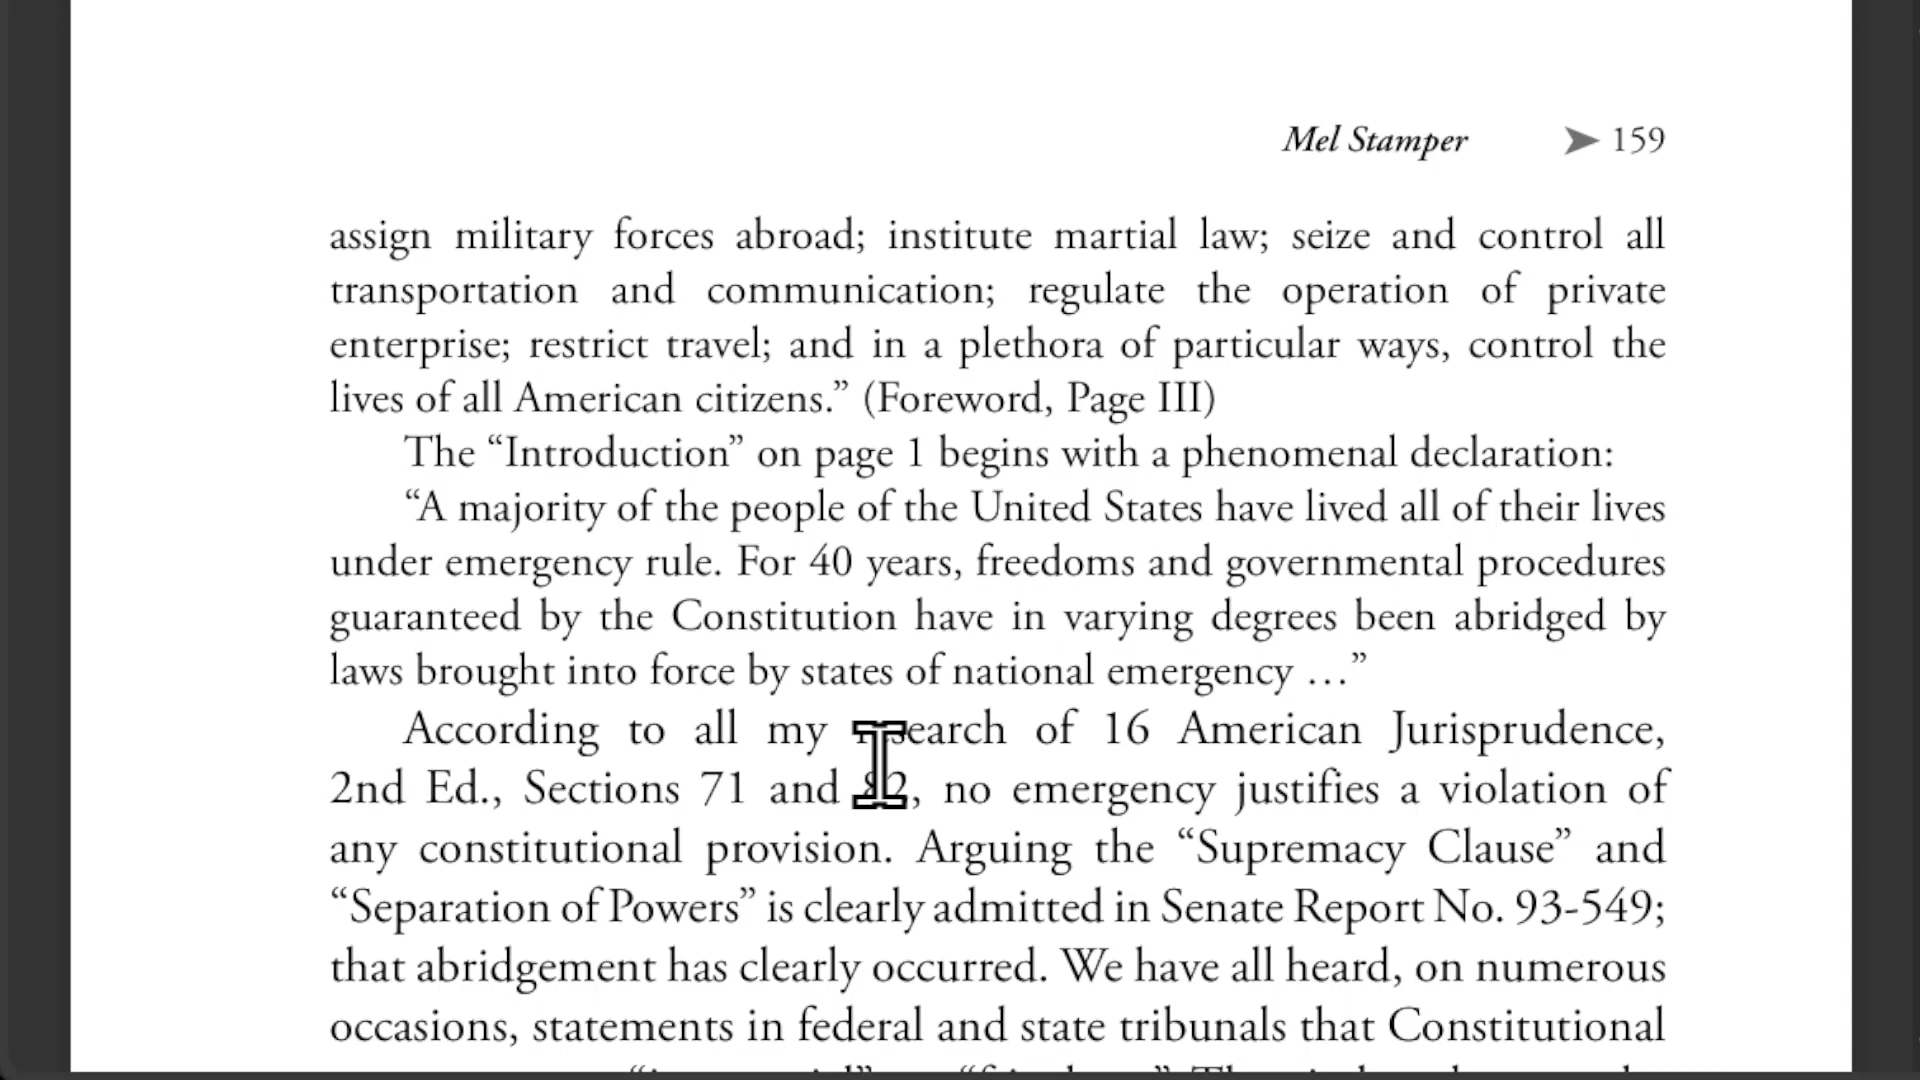 Mel Stamper ➤ 159
assign military forces abroad; institute martial law; seize and control all
transportation and communication; regulate the operation of private
enterprise; restrict travel; and in a plethora of particular ways, control the
lives of all American citizens.” (Foreword, Page III)
The “Introduction” on page 1 begins with a phenomenal declaration:
“A majority of the people of the United States have lived all of their lives
under emergency rule. For 40 years, freedoms and governmental procedures
guaranteed by the Constitution have in varying degrees been abridged by
laws brought into force by states of national emergency …”
According to all my research of 16 American Jurisprudence,
2nd Ed., Sections 71 and 82, no emergency justifies a violation of
any constitutional provision. Arguing the “Supremacy Clause” and
“Separation of Powers” is clearly admitted in Senate Report No. 93-549;
that abridgement has clearly occurred. We have all heard, on numerous
occasions, statements in federal and state tribunals that Constitutional